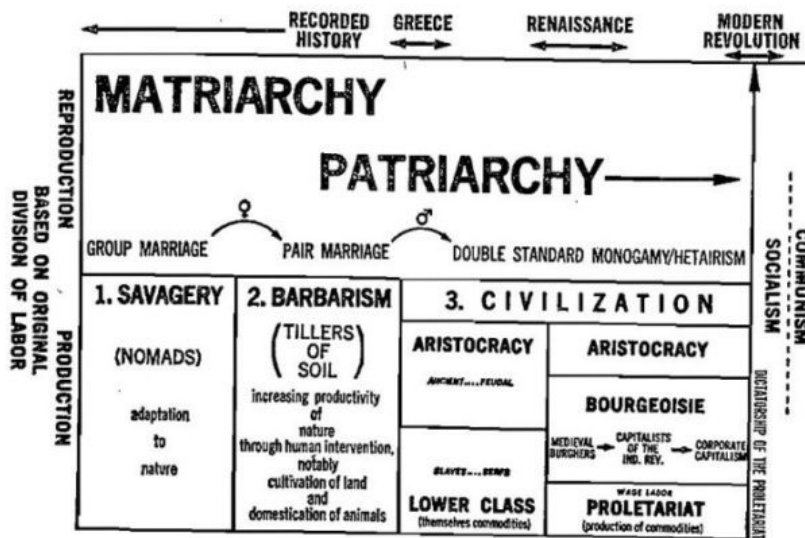 RECORDED HISTORY
GREECE
RENAISSANCE
MODERN REVOLUTION
REPRODUCTION
BASED ON ORIGINAL
DIVISION OF LABOR
PRODUCTION
MATRIARCHY
PATRIARCHY
♀
♂
GROUP MARRIAGE
PAIR MARRIAGE
DOUBLE STANDARD MONOGAMY/HETAIRISM
1. SAVAGERY
(NOMADS)
adaptation
to
nature
2. BARBARISM
(TILLERS
OF
SOIL)
increasing productivity
of
nature
through human intervention,
notably
cultivation of land
and
domestication of animals
3. CIVILIZATION
ARISTOCRACY
ANCIENT....FEUDAL
SLAVES....SERFS
LOWER CLASS
(themselves commodities)
ARISTOCRACY
BOURGEOISIE
MEDIEVAL
BURGHERS
CAPITALISTS
OF THE
IND. REV.
CORPORATE
CAPITALISM
WAGE LABOR
PROLETARIAT
(production of commodities)
SOCIALISM
DICTATORSHIP OF THE PROLETARIAT
COMMUNISM